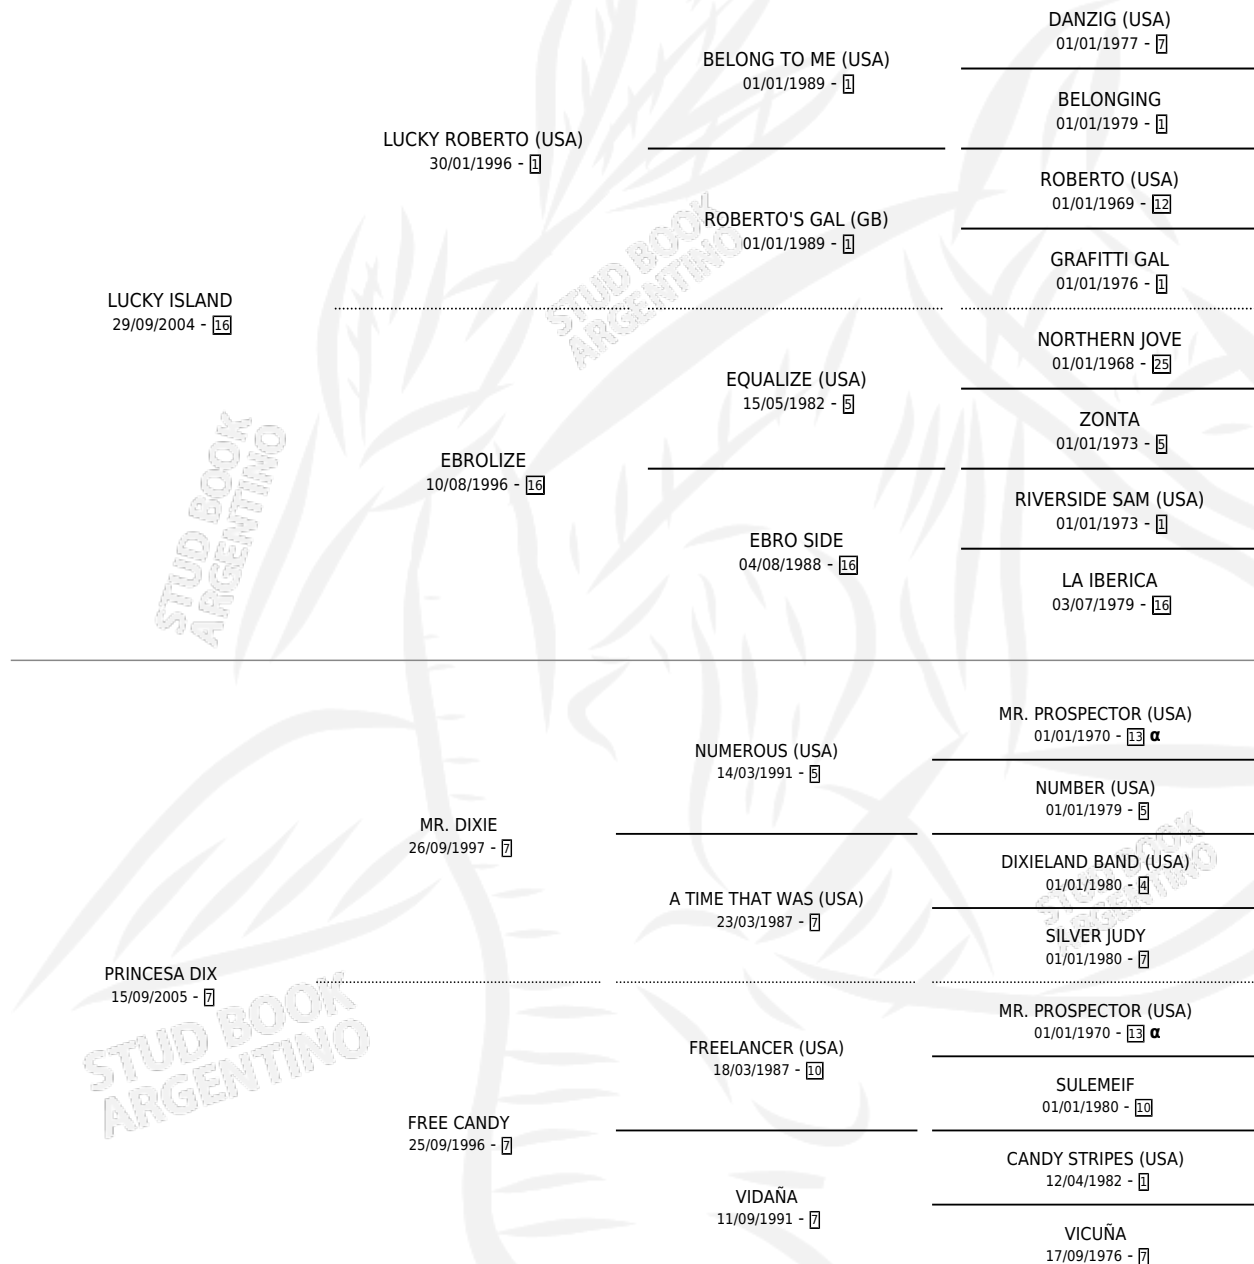 DANZIG (USA)
01/01/1977 - 7
BELONG TO ME (USA)
01/01/1989 - 1
BELONGING
01/01/1979 - 1
LUCKY ROBERTO (USA)
30/01/1996 - 1
ROBERTO (USA)
01/01/1969 - 12
ROBERTO'S GAL (GB)
01/01/1989 - 1
GRAFITTI GAL
01/01/1976 - 1
STUD BOOK
ARGENTINO
LUCKY ISLAND
29/09/2004 - 16
NORTHERN JOVE
01/01/1968 - 25
EQUALIZE (USA)
15/05/1982 - 5
ZONTA
01/01/1973 - 5
EBROLIZE
10/08/1996 - 16
RIVERSIDE SAM (USA)
01/01/1973 - 1
EBRO SIDE
04/08/1988 - 16
LA IBERICA
03/07/1979 - 16
STUD BOOK
ARGENTINO
MR. PROSPECTOR (USA)
01/01/1970 - 13 α
NUMEROUS (USA)
14/03/1991 - 5
NUMBER (USA)
01/01/1979 - 5
MR. DIXIE
26/09/1997 - 7
DIXIELAND BAND (USA)
01/01/1980 - 4
A TIME THAT WAS (USA)
23/03/1987 - 7
SILVER JUDY
01/01/1980 - 7
STUD BOOK
ARGENTINO
PRINCESA DIX
15/09/2005 - 7
MR. PROSPECTOR (USA)
01/01/1970 - 13 α
FREELANCER (USA)
18/03/1987 - 10
SULEMEIF
01/01/1980 - 10
STUD BOOK
ARGENTINO
FREE CANDY
25/09/1996 - 7
CANDY STRIPES (USA)
12/04/1982 - 1
VIDAÑA
11/09/1991 - 7
VICUÑA
17/09/1976 - 7